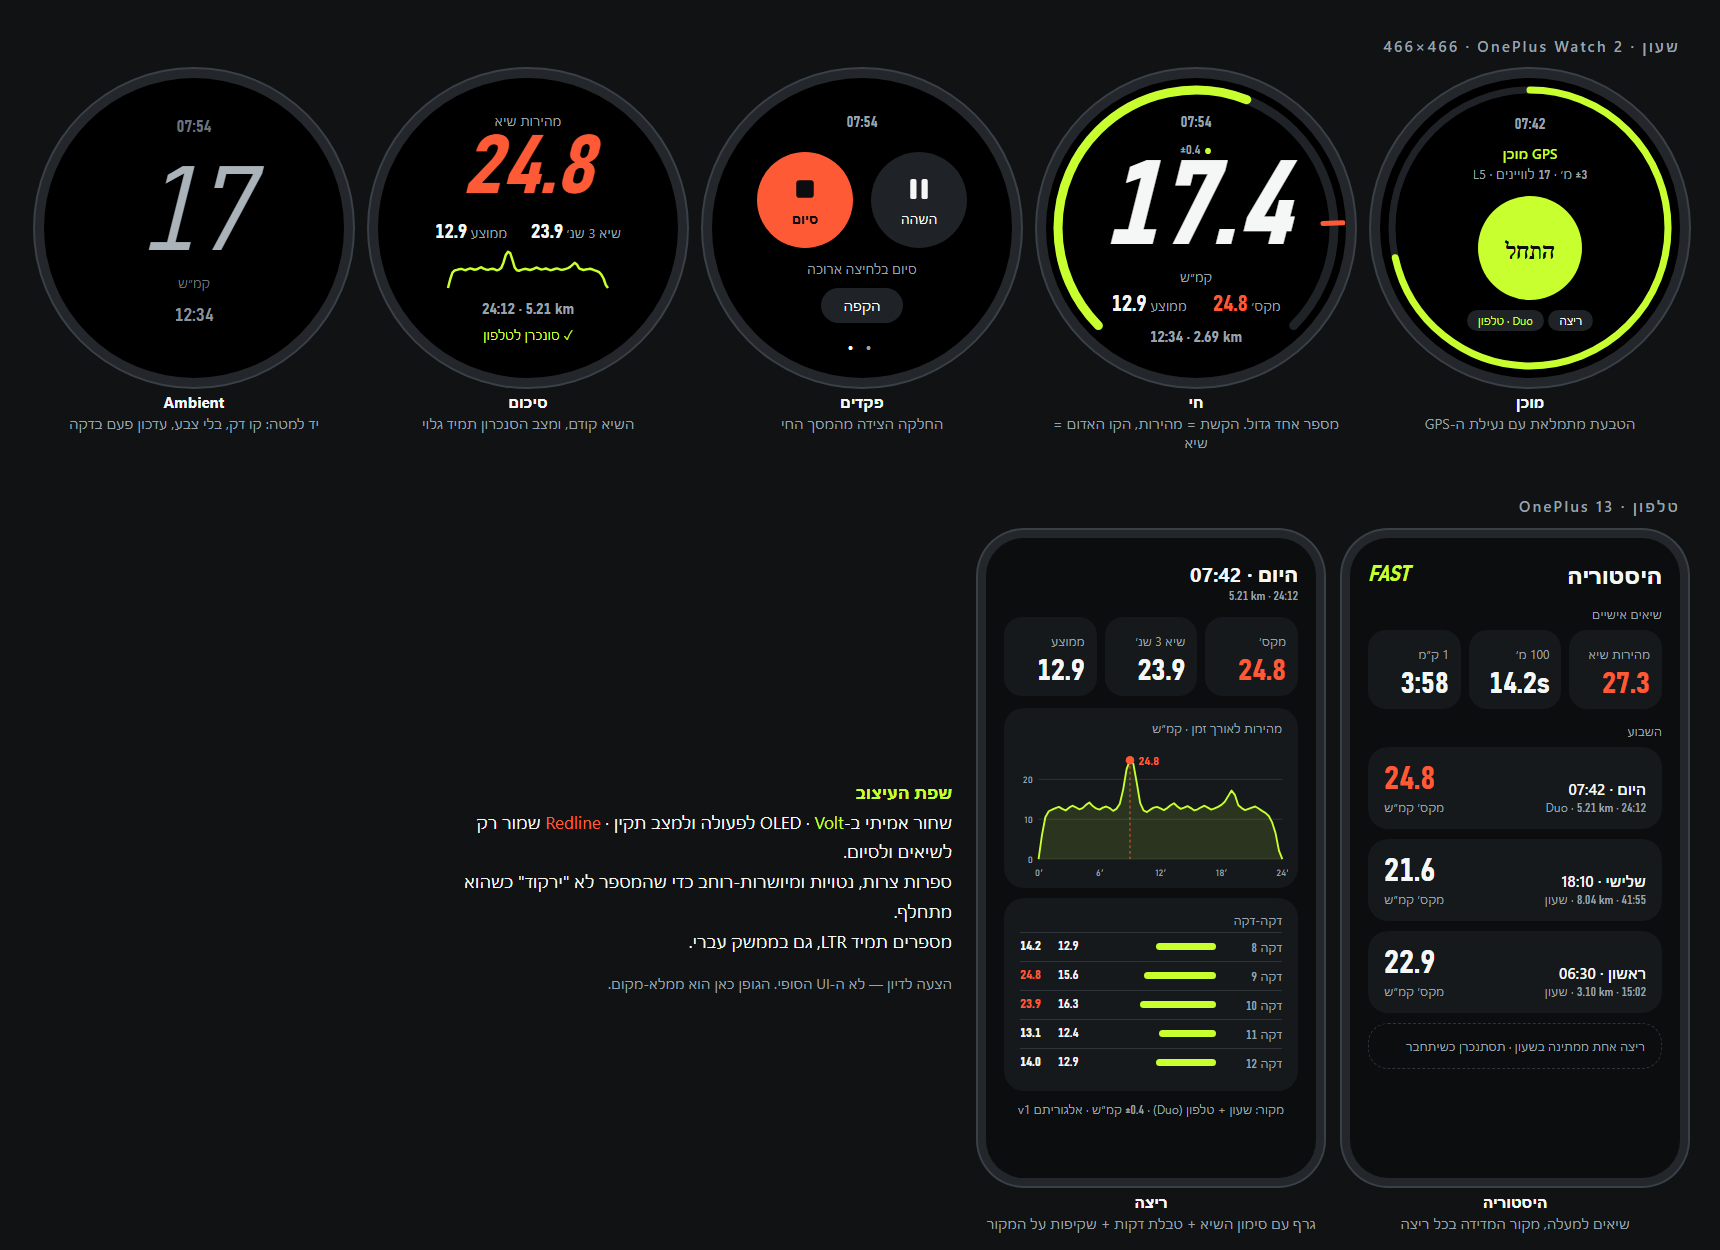 שעון · OnePlus Watch 2 · 466×466
07:42
GPS מוכן
±3 מ׳ · 17 לוויינים · L5
התחל
ריצה
Duo · טלפון
מוכן
הטבעת מתמלאת עם נעילת ה-GPS
07:54
±0.4
17.4
קמ״ש
מקס׳ 24.8
ממוצע 12.9
12:34 · 2.69 km
חי
מספר אחד גדול. הקשת = מהירות, הקו האדום =
שיא
07:54
השהה
סיום
סיום בלחיצה ארוכה
הקפה
פקדים
החלקה הצידה מהמסך החי
מהירות שיא
24.8
שיא 3 שנ׳ 23.9
ממוצע 12.9
24:12 · 5.21 km
✓ סונכרן לטלפון
סיכום
השיא קודם, ומצב הסנכרון תמיד גלוי
07:54
17
קמ״ש
12:34
Ambient
יד למטה: קו דק, בלי צבע, עדכון פעם בדקה
טלפון · OnePlus 13
היסטוריה
FAST
שיאים אישיים
מהירות שיא
27.3
100 מ׳
14.2s
1 ק״מ
3:58
השבוע
היום · 07:42
Duo · 5.21 km · 24:12
24.8
מקס׳ קמ״ש
שלישי · 18:10
שעון · 8.04 km · 41:55
21.6
מקס׳ קמ״ש
ראשון · 06:30
שעון · 3.10 km · 15:02
22.9
מקס׳ קמ״ש
ריצה אחת ממתינה בשעון · תסתנכרן כשיתחבר
היסטוריה
שיאים למעלה, מקור המדידה בכל ריצה
היום · 07:42
5.21 km · 24:12
מקס׳
24.8
שיא 3 שנ׳
23.9
ממוצע
12.9
מהירות לאורך זמן · קמ״ש
24.8
20
10
0
0′ 6′ 12′ 18′ 24′
דקה-דקה
דקה 8 12.9 14.2
דקה 9 15.6 24.8
דקה 10 16.3 23.9
דקה 11 12.4 13.1
דקה 12 12.9 14.0
מקור: שעון + טלפון (Duo) · ±0.4 קמ״ש · אלגוריתם v1
ריצה
גרף עם סימון השיא + טבלת דקות + שקיפות על המקור
שפת העיצוב
שחור אמיתי ב-OLED · Volt לפעולה ולמצב תקין · Redline שמור רק
לשיאים ולסיום.
ספרות צרות, נטויות ומיושרות-רוחב כדי שהמספר לא "ירקוד" כשהוא
מתחלף.
מספרים תמיד LTR, גם בממשק עברי.
הצעה לדיון — לא ה-UI הסופי. הגופן כאן הוא ממלא-מקום.